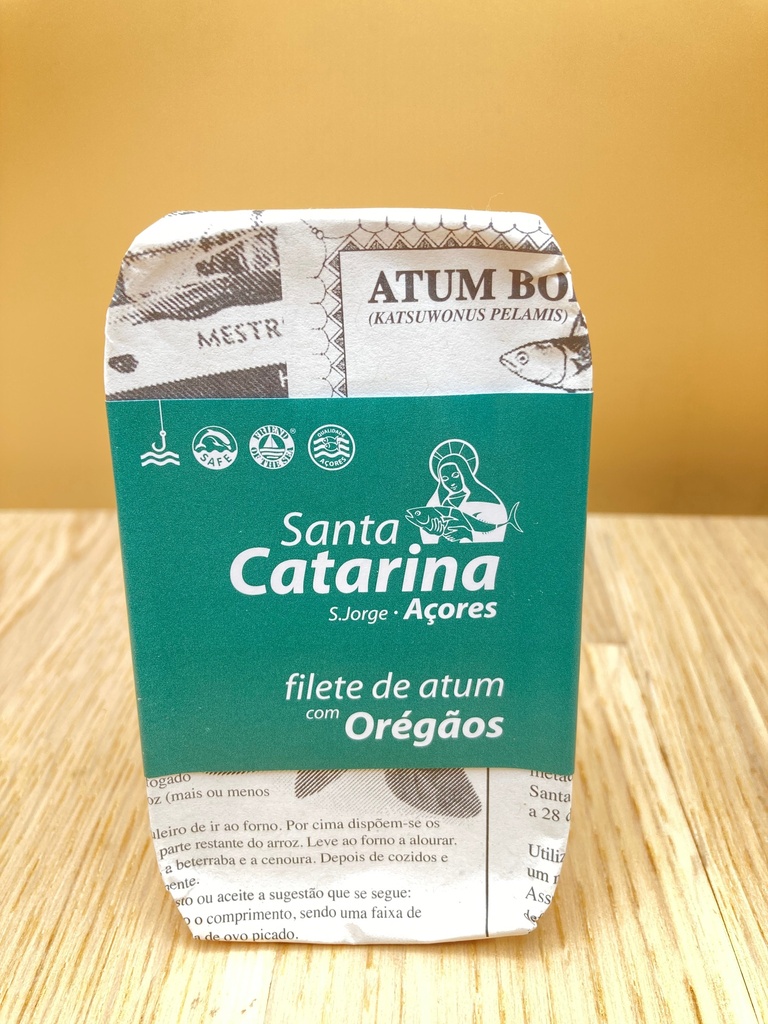 MESTR
ATUM BO
(KATSUWONUS PELAMIS)
SAFE
FRIEND OF THE SEA
®
QUALIDADE AÇORES
Santa
Catarina
S.Jorge · Açores
filete de atum
com Orégãos
ogado
oz (mais ou menos
uleiro de ir ao forno. Por cima dispõem-se os
parte restante do arroz. Leve ao forno a alourar.
a beterraba e a cenoura. Depois de cozidos e
ente.
sto ou aceite a sugestão que se segue:
o o comprimento, sendo uma faixa de
a de ovo picado.
metad
Santa
a 28 d
Utiliz
um
Ass